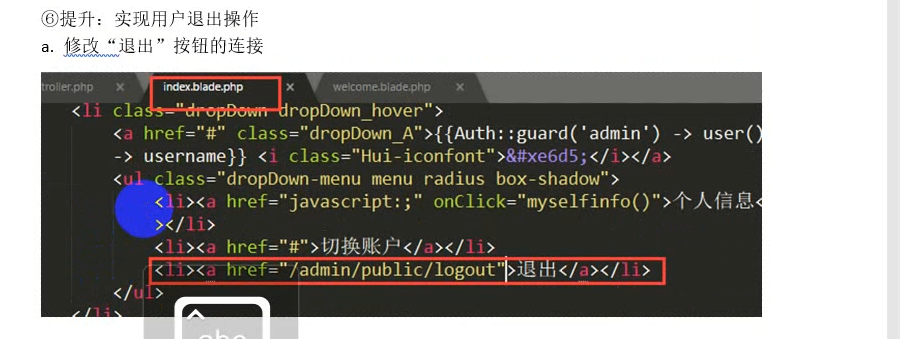 ⑥提升：实现用户退出操作
a. 修改“退出”按钮的连接
troller.php × index.blade.php × welcome.blade.php ×
<li class="dropDown dropDown_hover">
<a href="#" class="dropDown_A">{{Auth::guard('admin') -> user()
-> username}} <i class="Hui-iconfont">&#xe6d5;</i></a>
<ul class="dropDown-menu menu radius box-shadow">
<li><a href="javascript:;" onClick="myselfinfo()">个人信息<
></li>
<li><a href="#">切换账户</a></li>
<li><a href="/admin/public/logout">退出</a></li>
</ul>
</li>
abc